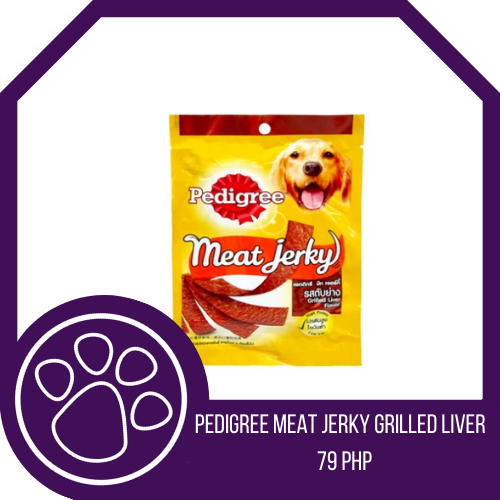 Pedigree
Meat Jerky
รสตับย่าง
Grilled Liver
Flavor
PEDIGREE MEAT JERKY GRILLED LIVER
79 PHP